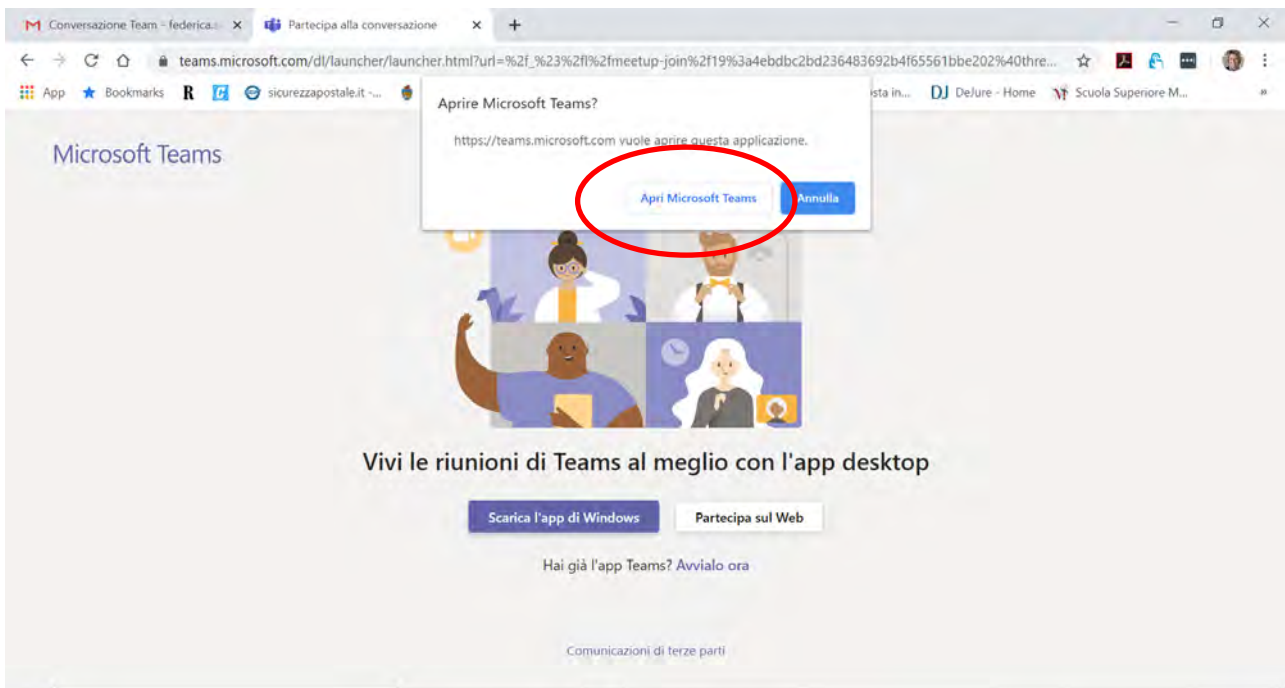 Conversazione Team - federica.s
Partecipa alla conversazione
teams.microsoft.com/dl/launcher/launcher.html?url=%2f_%23%2fl%2fmeetup-join%2f19%3a4ebdbc2bd236483692b4f65561bbe202%40thre...
App
Bookmarks
sicurezzapostale.it -...
sta in...
DJ DeJure - Home
Scuola Superiore M...
»
Aprire Microsoft Teams?
https://teams.microsoft.com vuole aprire questa applicazione.
Apri Microsoft Teams
Annulla
Microsoft Teams
Vivi le riunioni di Teams al meglio con l'app desktop
Scarica l'app di Windows
Partecipa sul Web
Hai già l'app Teams? Avvialo ora
Comunicazioni di terze parti